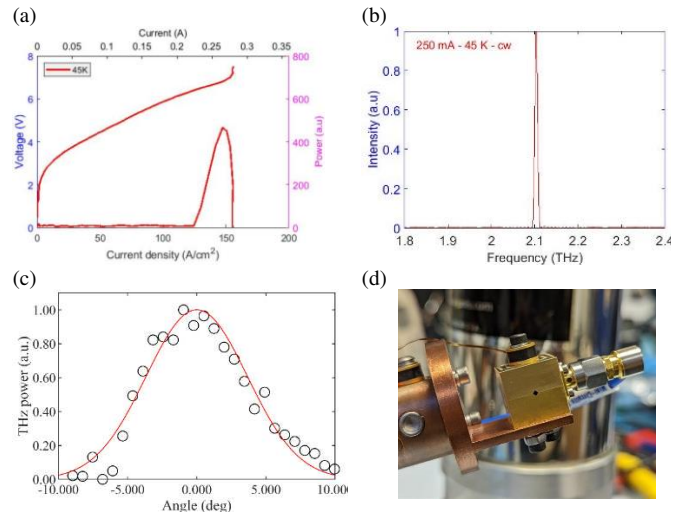 (a)
Current (A)
0 0.05 0.1 0.15 0.2 0.25 0.3 0.35
45K
8
6
4
2
0
Voltage (V)
800
600
400
200
0
Power (a.u)
0 50 100 150 200
Current density (A/cm²)
(b)
250 mA - 45 K - cw
1
0.8
0.6
0.4
0.2
0
Intensity (a.u)
1.8 1.9 2 2.1 2.2 2.3 2.4
Frequency (THz)
(c)
1.00
0.80
0.60
0.40
0.20
0.00
THz power (a.u.)
-10.000 -5.000 0.000 5.000 10.000
Angle (deg)
(d)